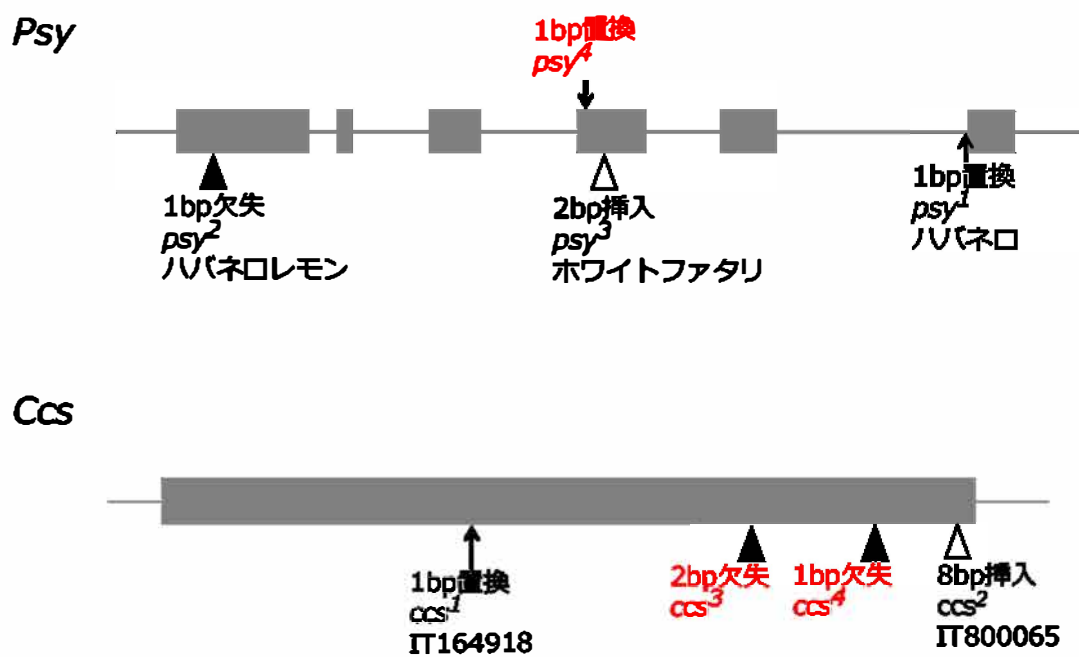 Psy
1bp置換
psy4
1bp欠失
psy2
ハバネロレモン
2bp挿入
psy3
ホワイトファタリ
1bp置換
psy1
ハバネロ
Ccs
1bp置換
ccs1
IT164918
2bp欠失
ccs3
1bp欠失
ccs4
8bp挿入
ccs2
IT800065